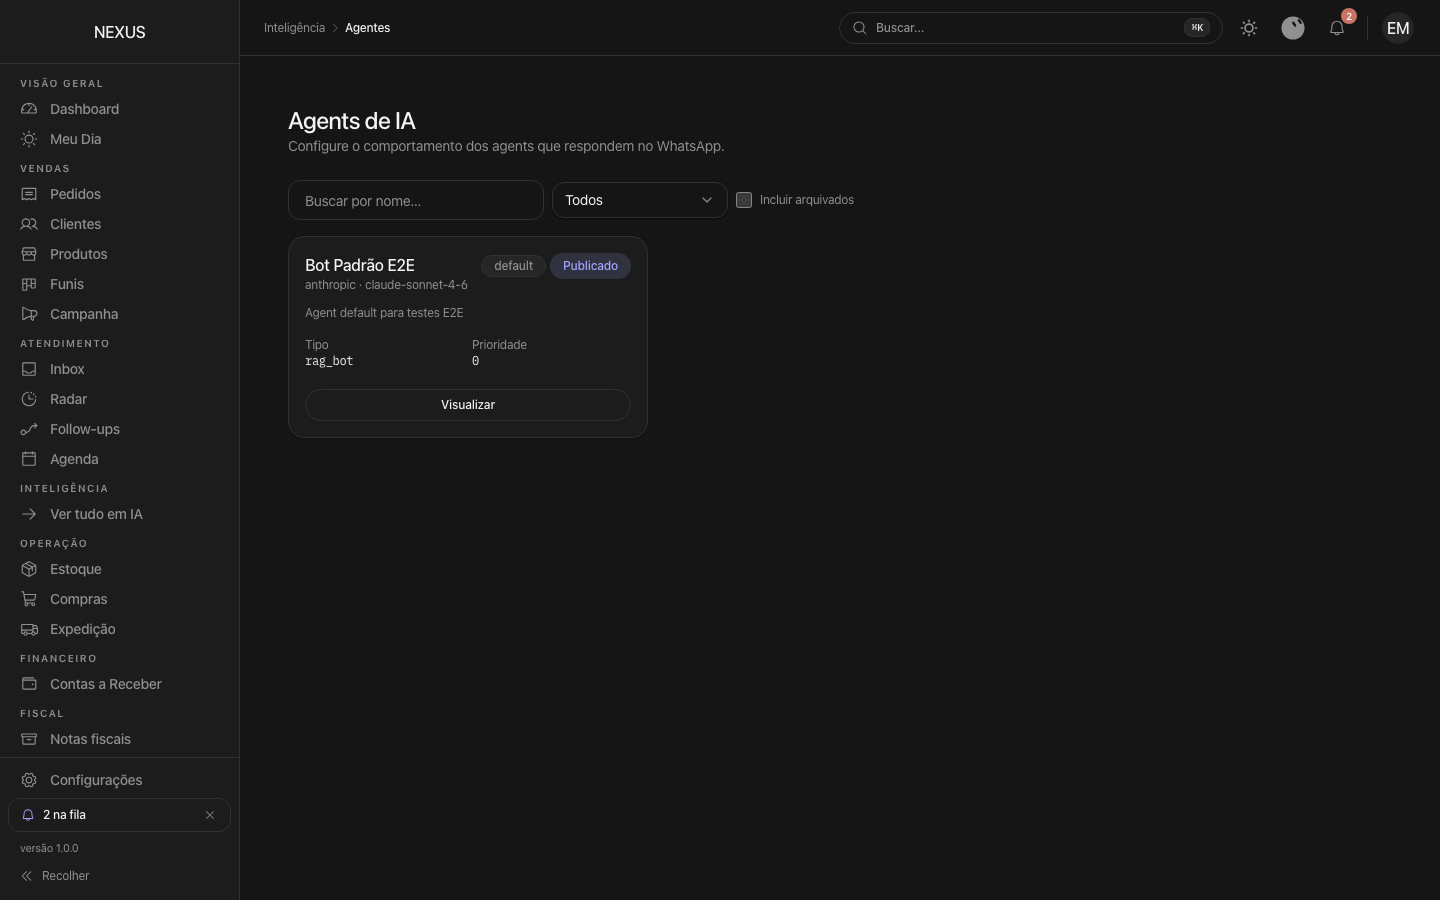 NEXUS
VISÃO GERAL
Dashboard
Meu Dia
VENDAS
Pedidos
Clientes
Produtos
Funis
Campanha
ATENDIMENTO
Inbox
Radar
Follow-ups
Agenda
INTELIGÊNCIA
Ver tudo em IA
OPERAÇÃO
Estoque
Compras
Expedição
FINANCEIRO
Contas a Receber
FISCAL
Notas fiscais
Configurações
2 na fila
versão 1.0.0
Recolher
Inteligência > Agentes
Buscar... ⌘K
2
EM
Agents de IA
Configure o comportamento dos agents que respondem no WhatsApp.
Buscar por nome... Todos Incluir arquivados
Bot Padrão E2E default Publicado
anthropic · claude-sonnet-4-6
Agent default para testes E2E
Tipo Prioridade
rag_bot 0
Visualizar